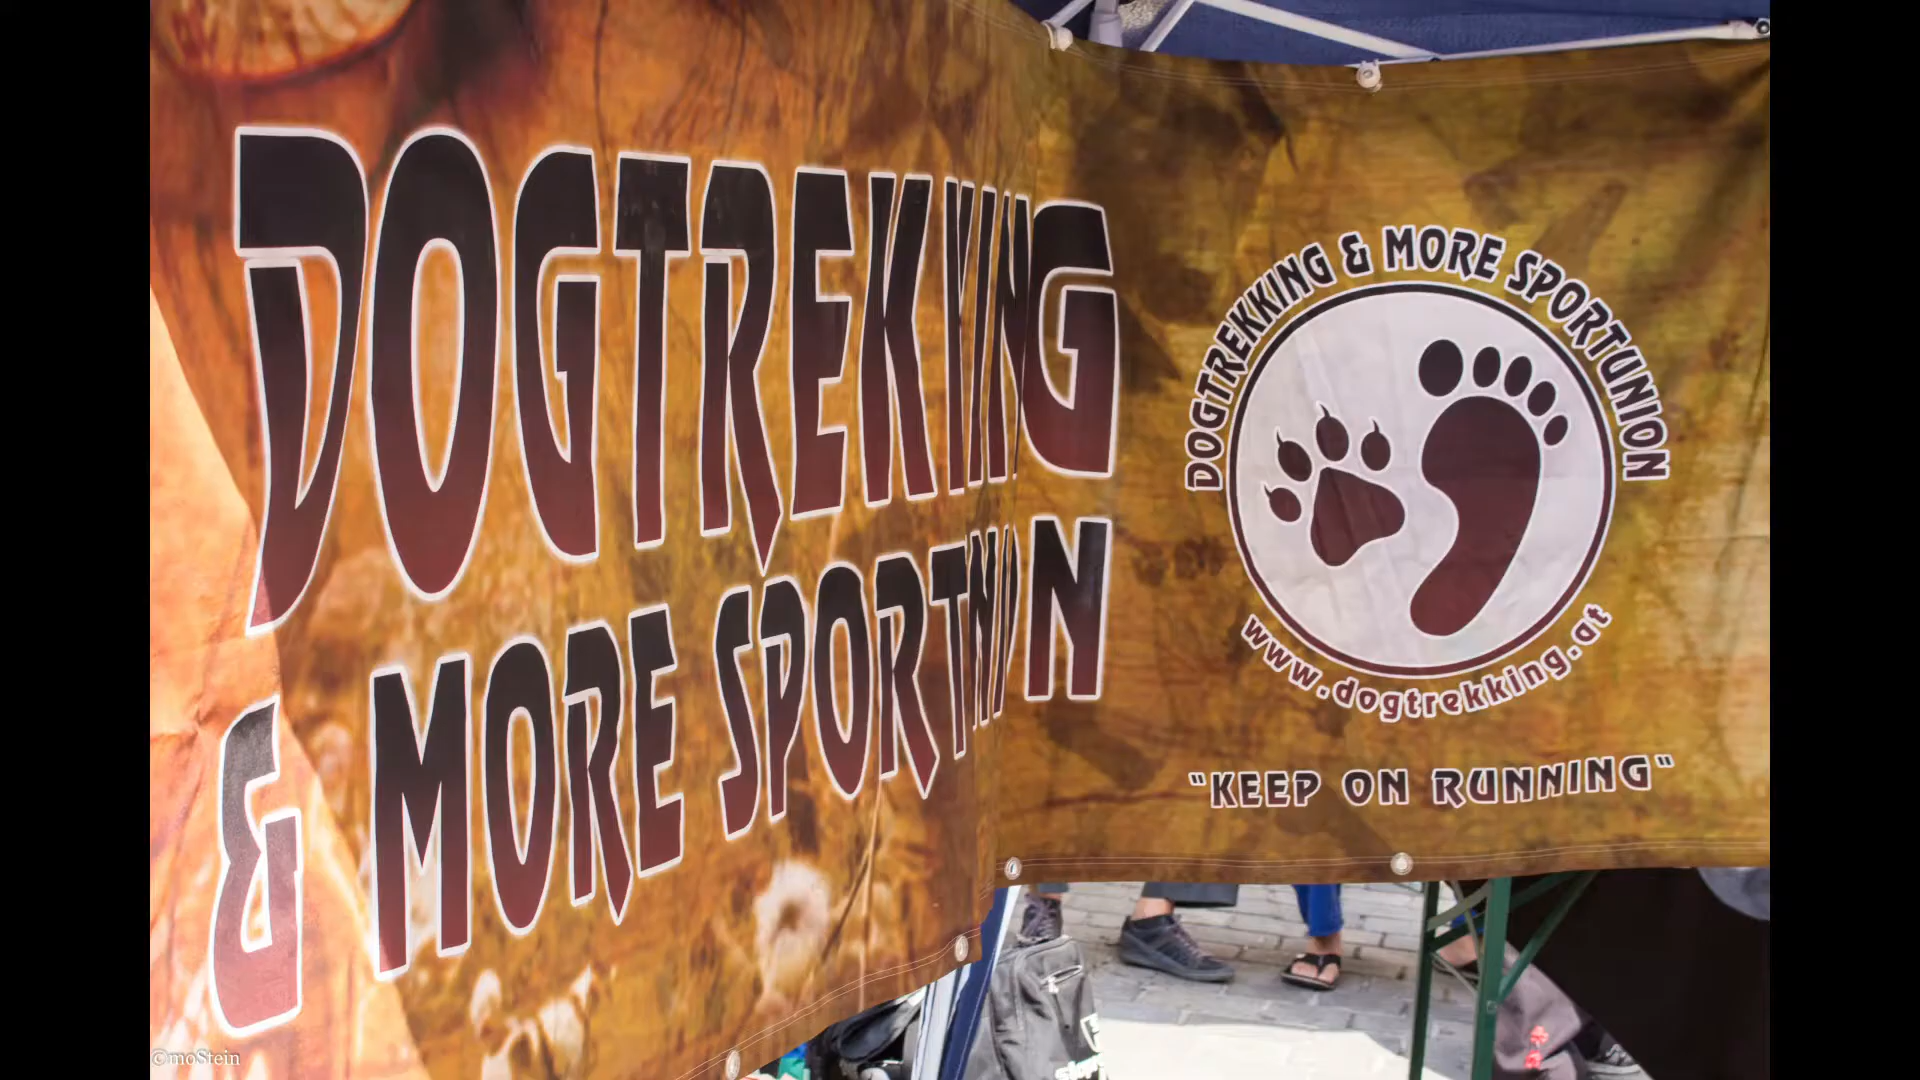 DOGTREKKING
& MORE SPORTUNION
DOGTREKKING & MORE SPORTUNION
www.dogtrekking.at
"KEEP ON RUNNING"
©moStein